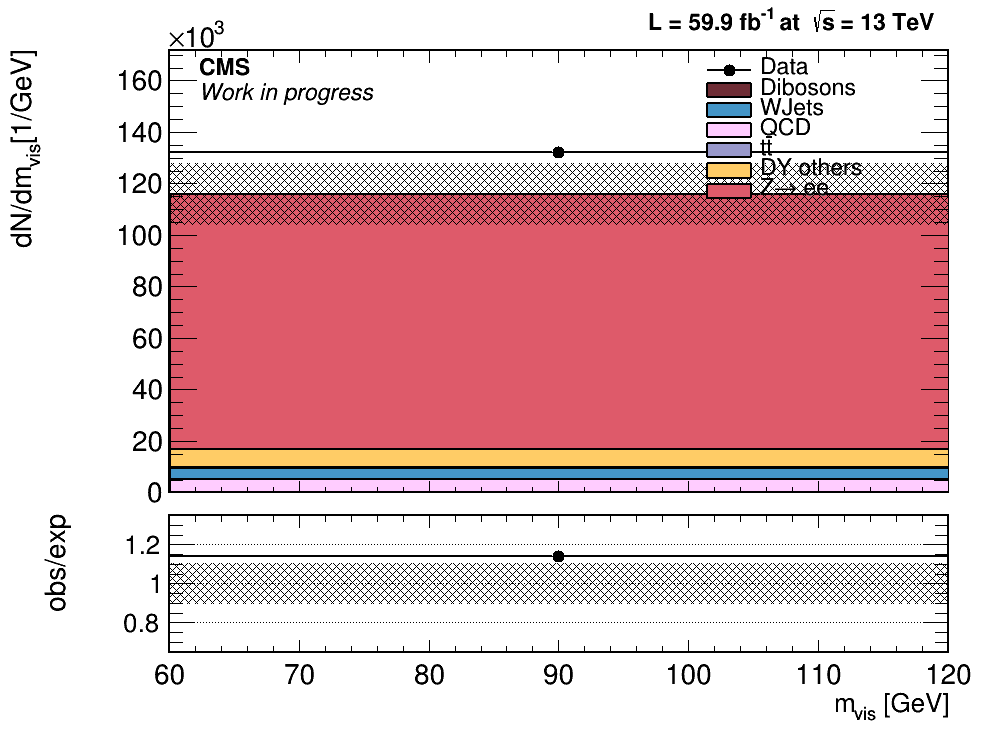 L = 59.9 fb⁻¹ at √s = 13 TeV
×10³
CMS
Work in progress
Data
Dibosons
WJets
QCD
tt̄
DY others
Z→ ee
dN/dm_vis[1/GeV]
160
140
120
100
80
60
40
20
0
obs/exp
1.2
1
0.8
60 70 80 90 100 110 120
m_vis [GeV]